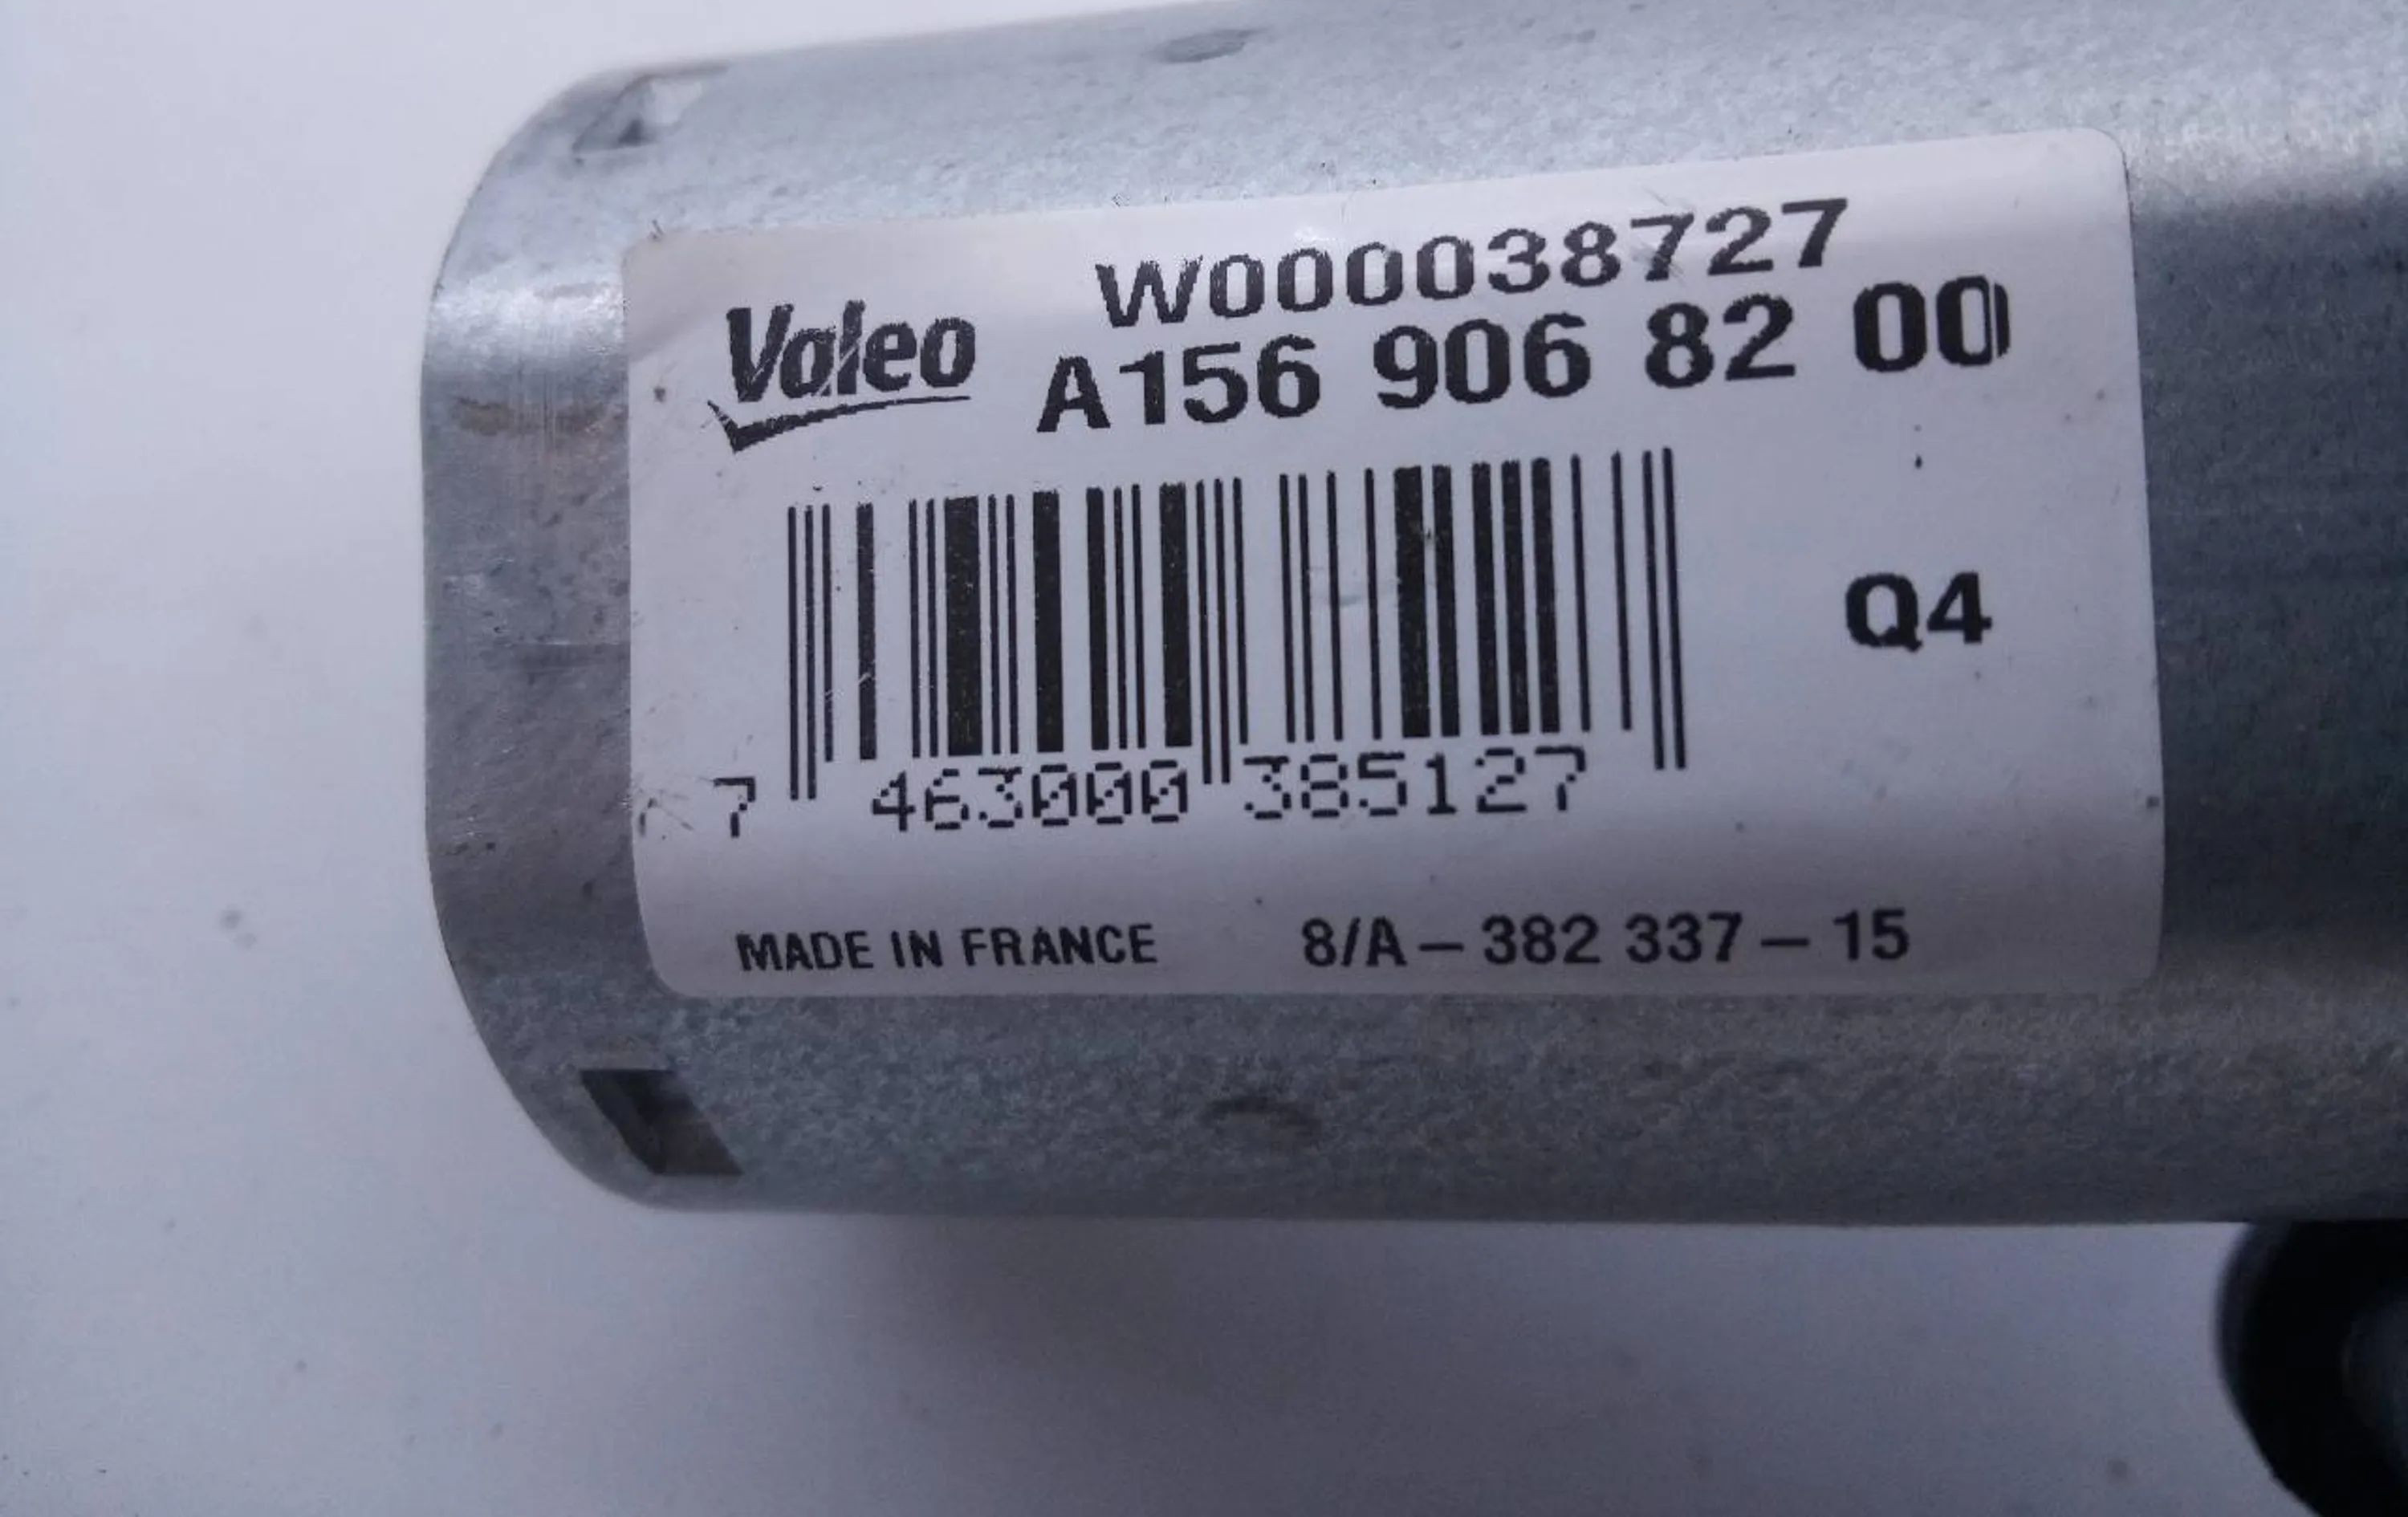 W000038727
Valeo A156 906 82 00
Q4
7 463000 385127
MADE IN FRANCE 8/A – 382 337 – 15